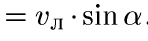 = v_л · sin α.